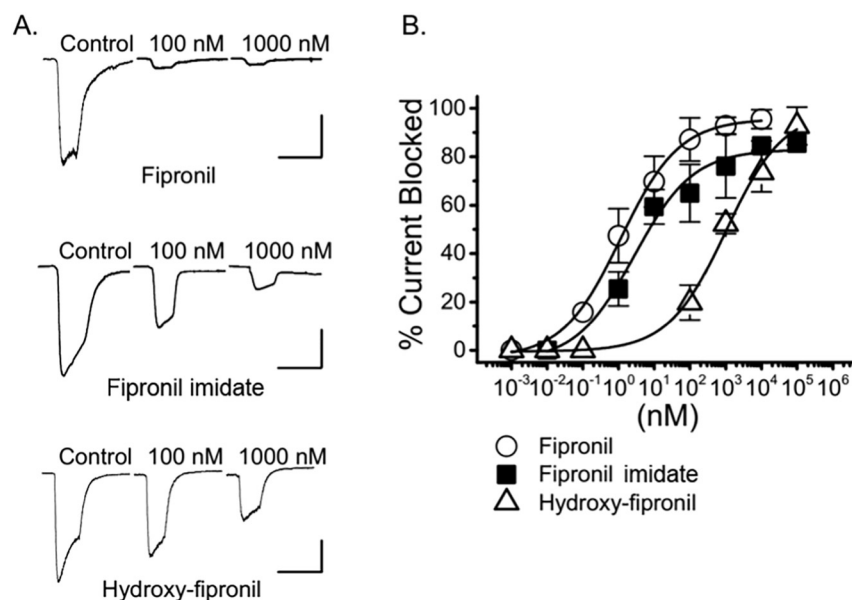 A.
Control 100 nM 1000 nM
Fipronil
Control 100 nM 1000 nM
Fipronil imidate
Control 100 nM 1000 nM
Hydroxy-fipronil
B.
% Current Blocked
100
80
60
40
20
0
10⁻³ 10⁻² 10⁻¹ 10⁰ 10¹ 10² 10³ 10⁴ 10⁵ 10⁶
(nM)
Fipronil
Fipronil imidate
Hydroxy-fipronil